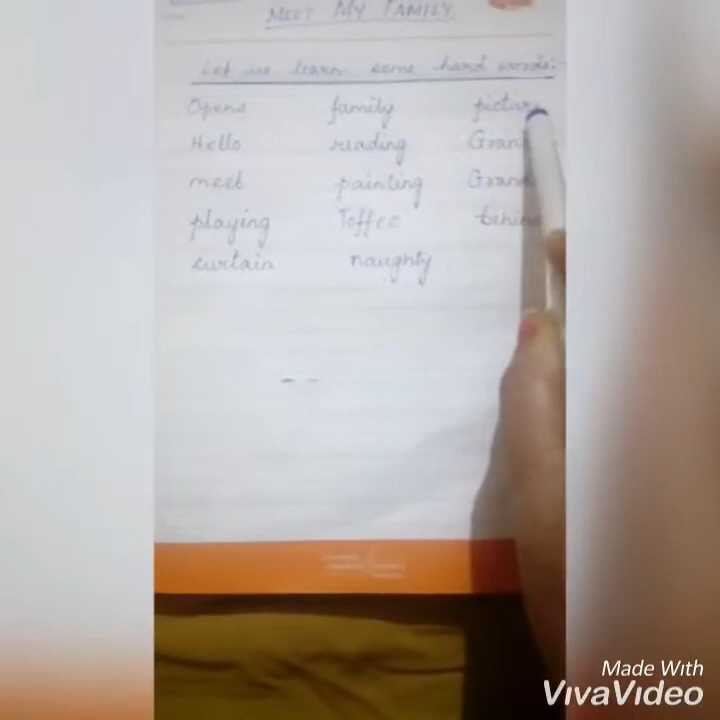 MEET MY FAMILY
Let us learn some hard words:-
Opens family
Hello reading
meet painting
playing Toffee
curtain naughty
Made With
VivaVideo